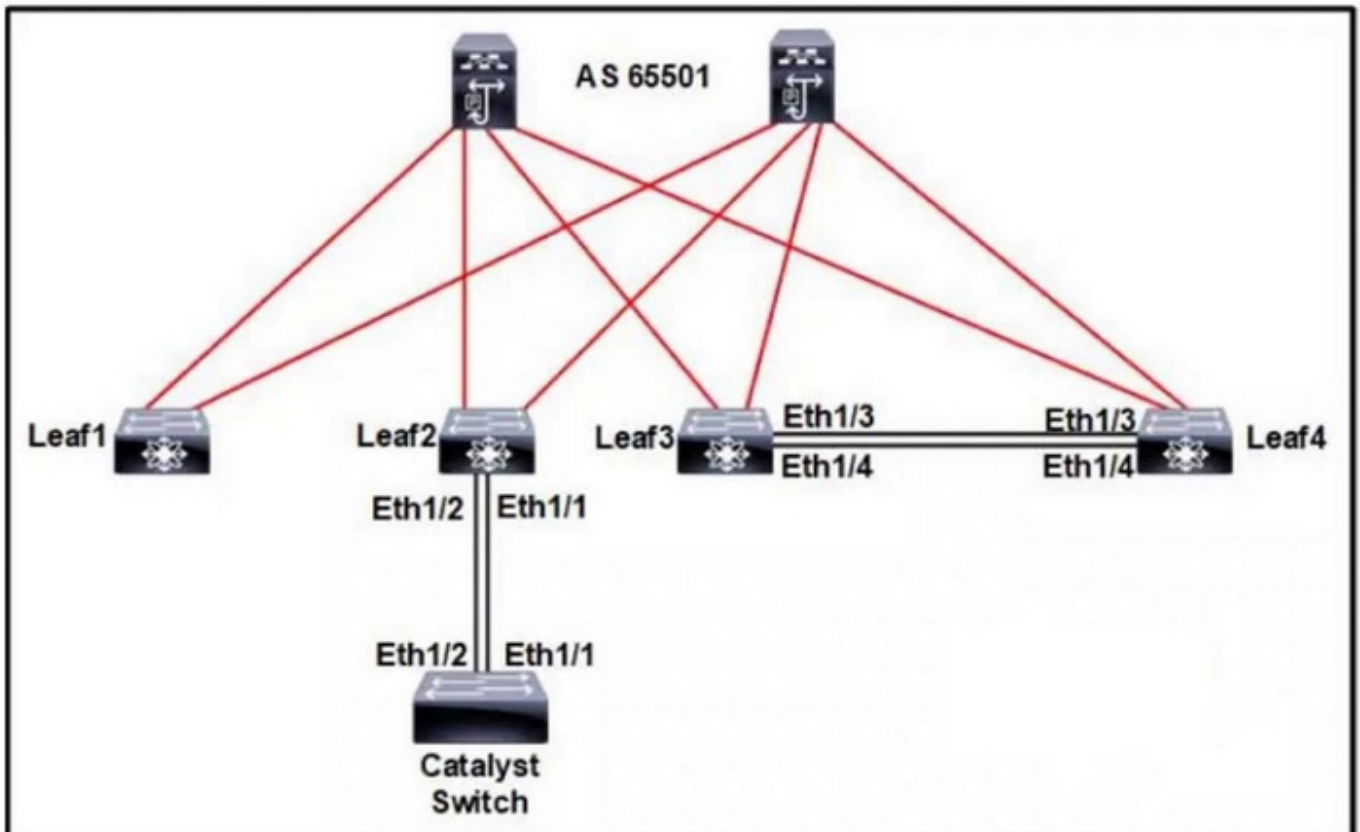 AS 65501
Leaf1
Leaf2
Leaf3
Eth1/3
Eth1/3
Leaf4
Eth1/4
Eth1/4
Eth1/2
Eth1/1
Eth1/2
Eth1/1
Catalyst
Switch